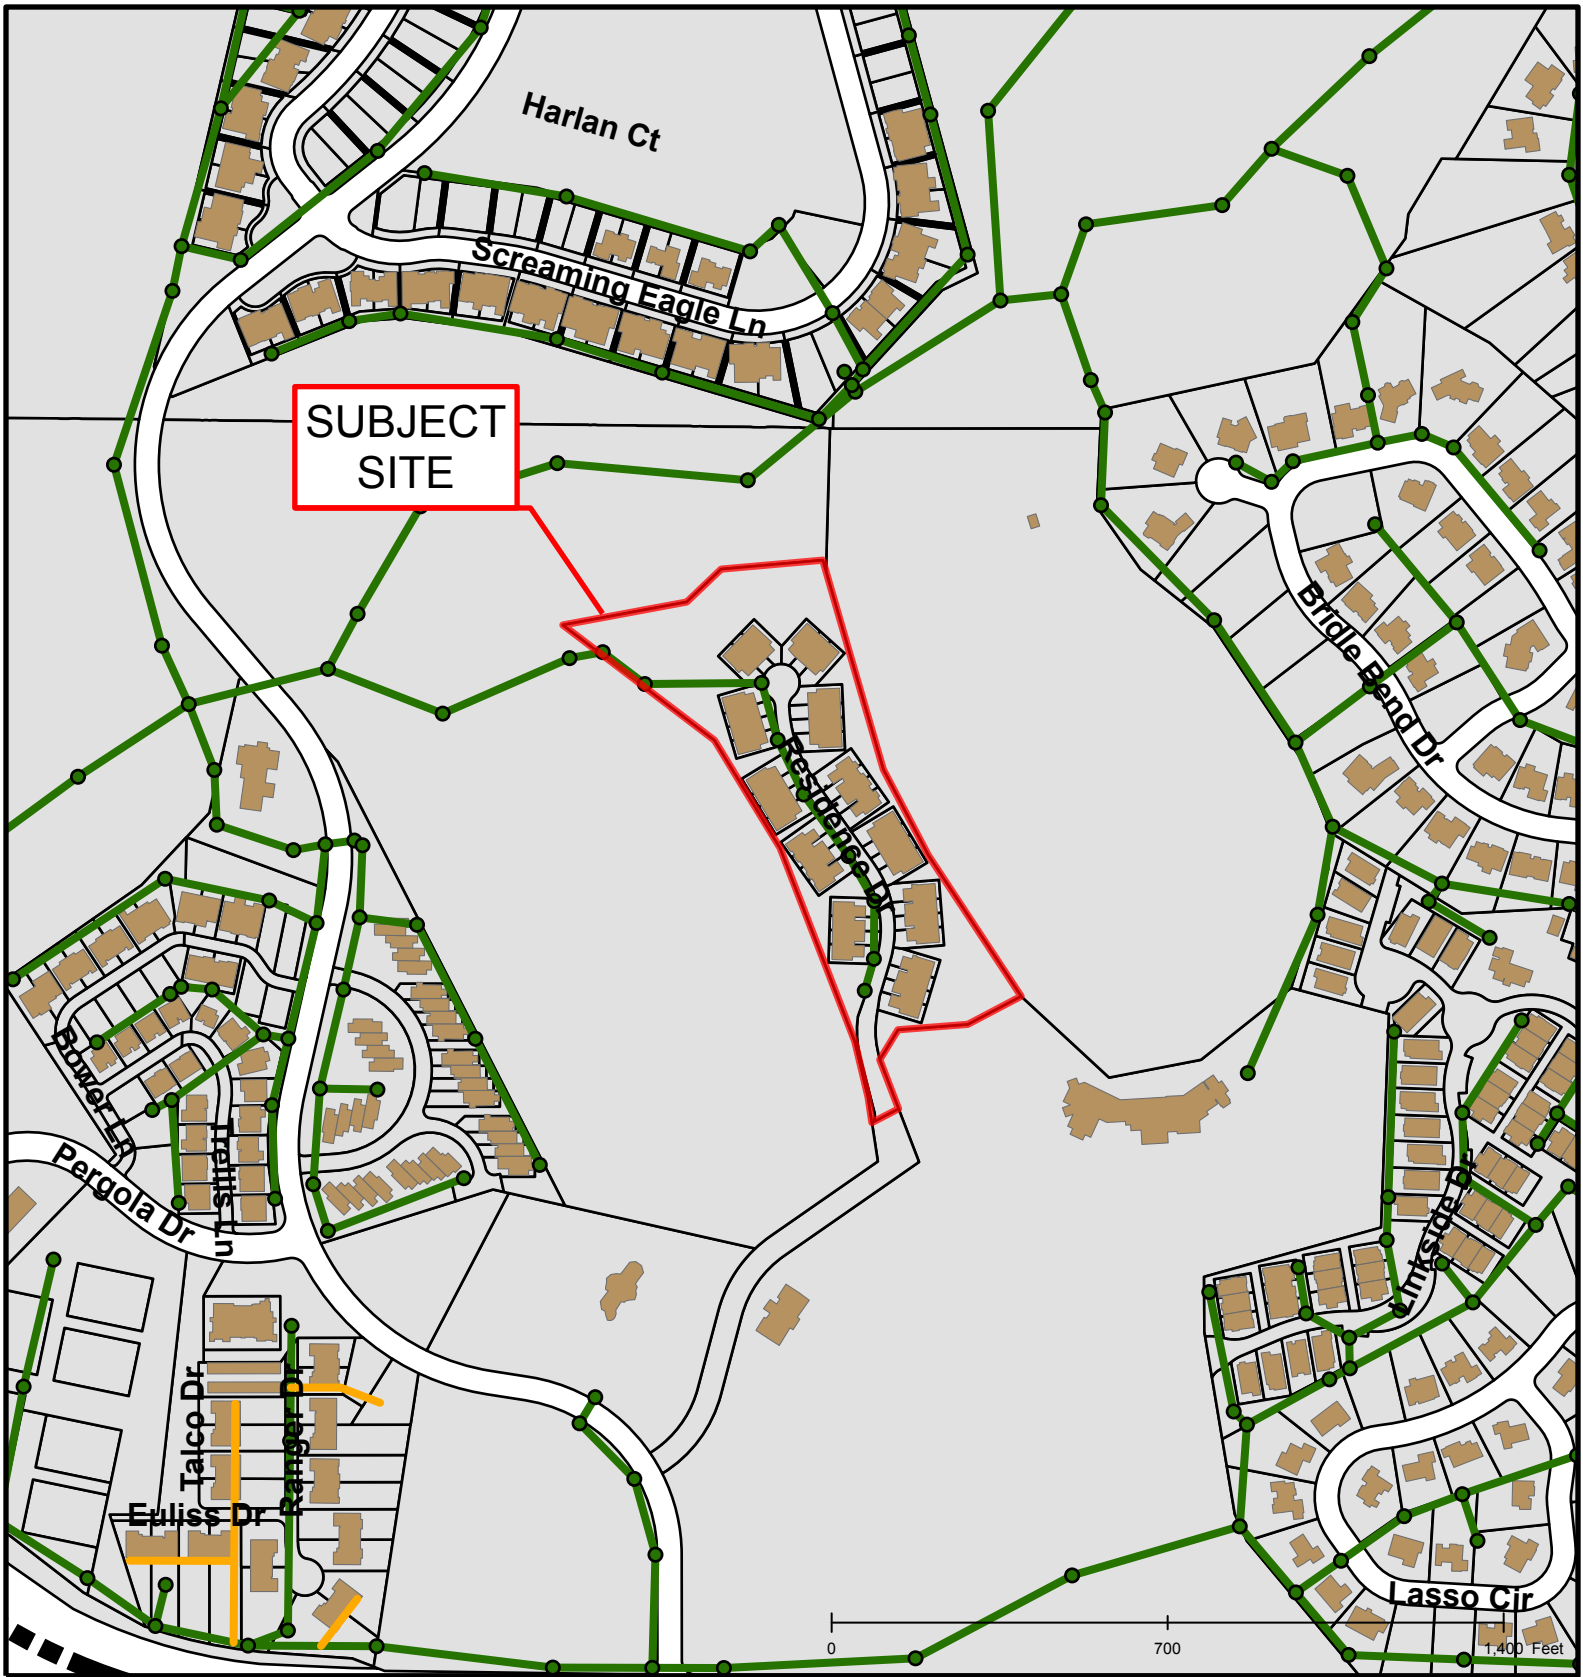 Harlan Ct
Screaming Eagle Ln
SUBJECT
SITE
Bridle Bend Dr
Residence Dr
Bower Ln
Trellis Ln
Pergola Dr
Linkside Dr
Talco Dr
Ranger Dr
Euliss Dr
Lasso Cir
0 700 1,400 Feet